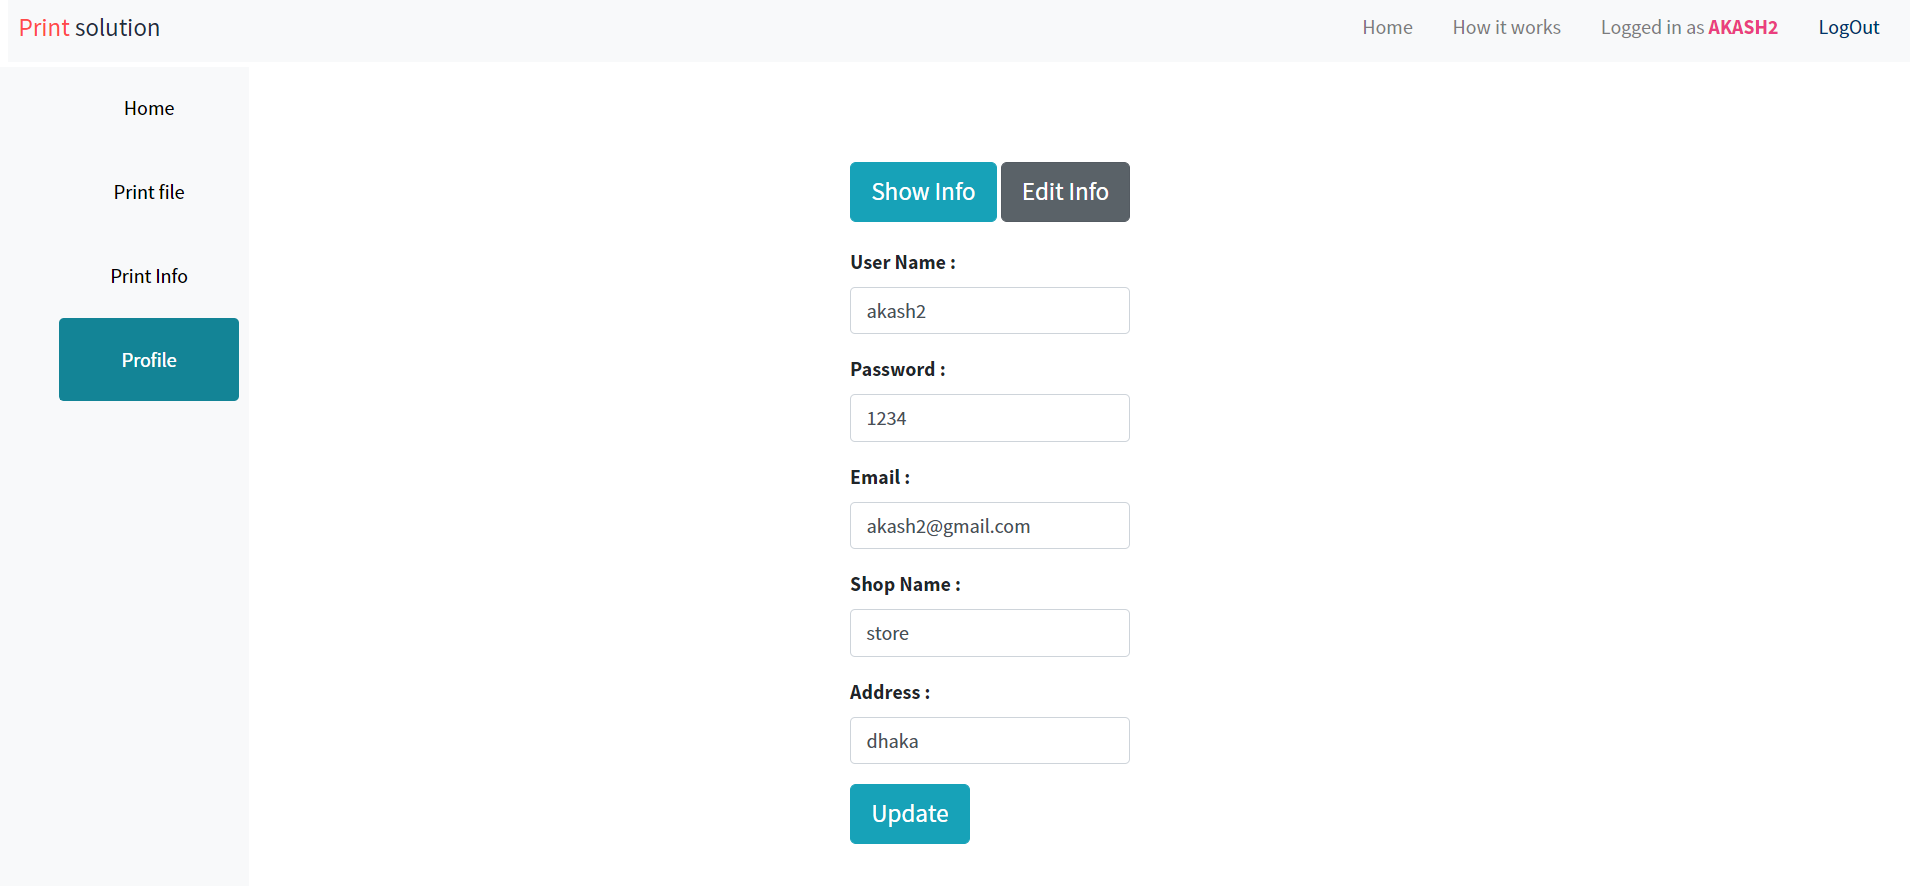 Print solution
Home
How it works
Logged in as AKASH2
LogOut
Home
Print file
Print Info
Profile
Show Info
Edit Info
User Name :
akash2
Password :
1234
Email :
akash2@gmail.com
Shop Name :
store
Address :
dhaka
Update